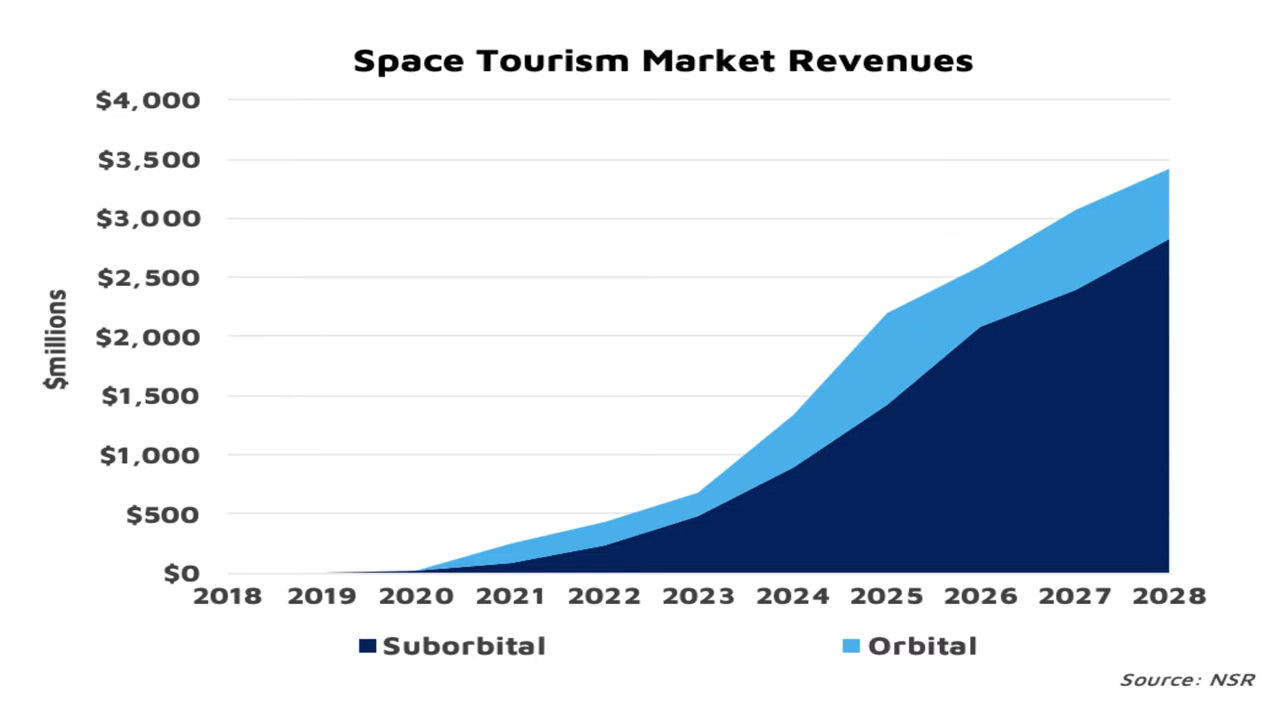 Space Tourism Market Revenues
$4,000
$3,500
$3,000
$2,500
$2,000
$1,500
$1,000
$500
$0
$millions
2018 2019 2020 2021 2022 2023 2024 2025 2026 2027 2028
Suborbital Orbital
Source: NSR